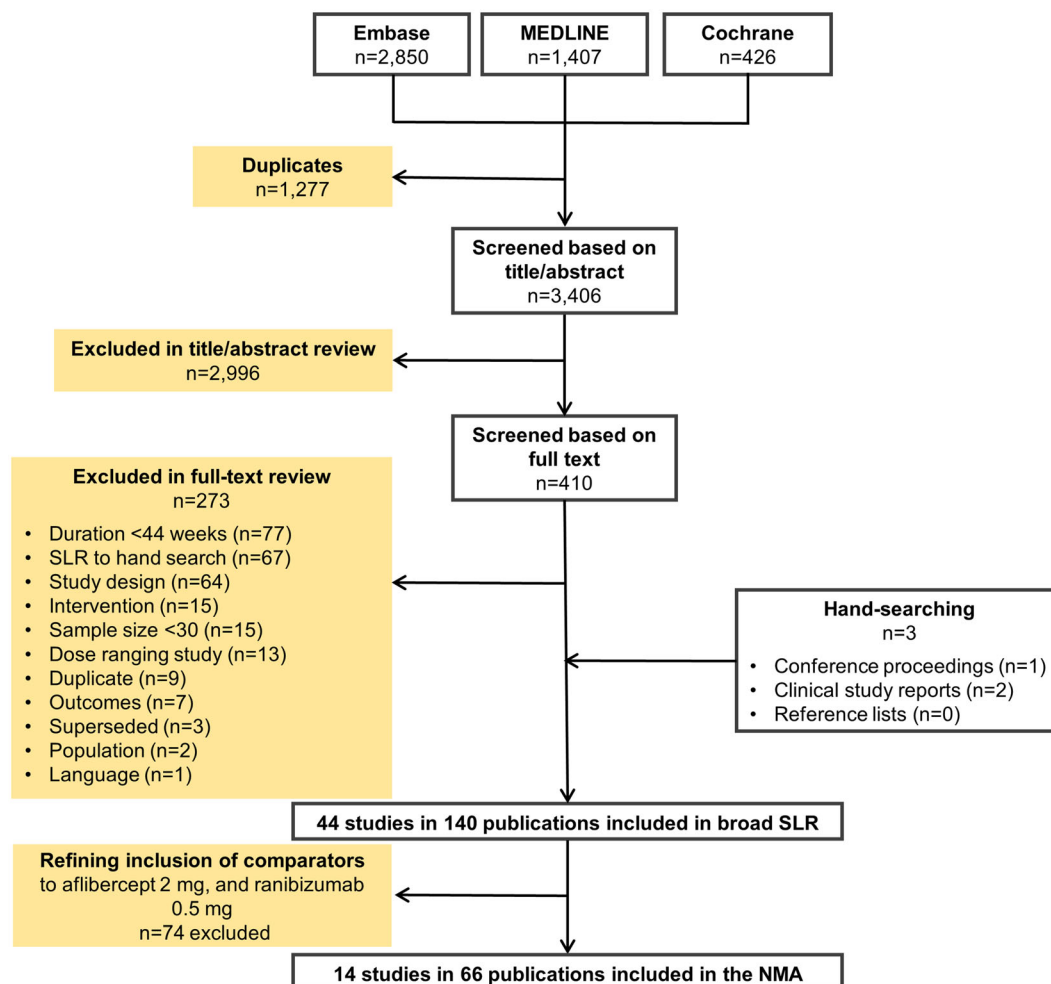 Embase
n=2,850
MEDLINE
n=1,407
Cochrane
n=426
Duplicates
n=1,277
Screened based on
title/abstract
n=3,406
Excluded in title/abstract review
n=2,996
Screened based on
full text
n=410
Excluded in full-text review
n=273
• Duration <44 weeks (n=77)
• SLR to hand search (n=67)
• Study design (n=64)
• Intervention (n=15)
• Sample size <30 (n=15)
• Dose ranging study (n=13)
• Duplicate (n=9)
• Outcomes (n=7)
• Superseded (n=3)
• Population (n=2)
• Language (n=1)
Hand-searching
n=3
• Conference proceedings (n=1)
• Clinical study reports (n=2)
• Reference lists (n=0)
44 studies in 140 publications included in broad SLR
Refining inclusion of comparators
to aflibercept 2 mg, and ranibizumab
0.5 mg
n=74 excluded
14 studies in 66 publications included in the NMA